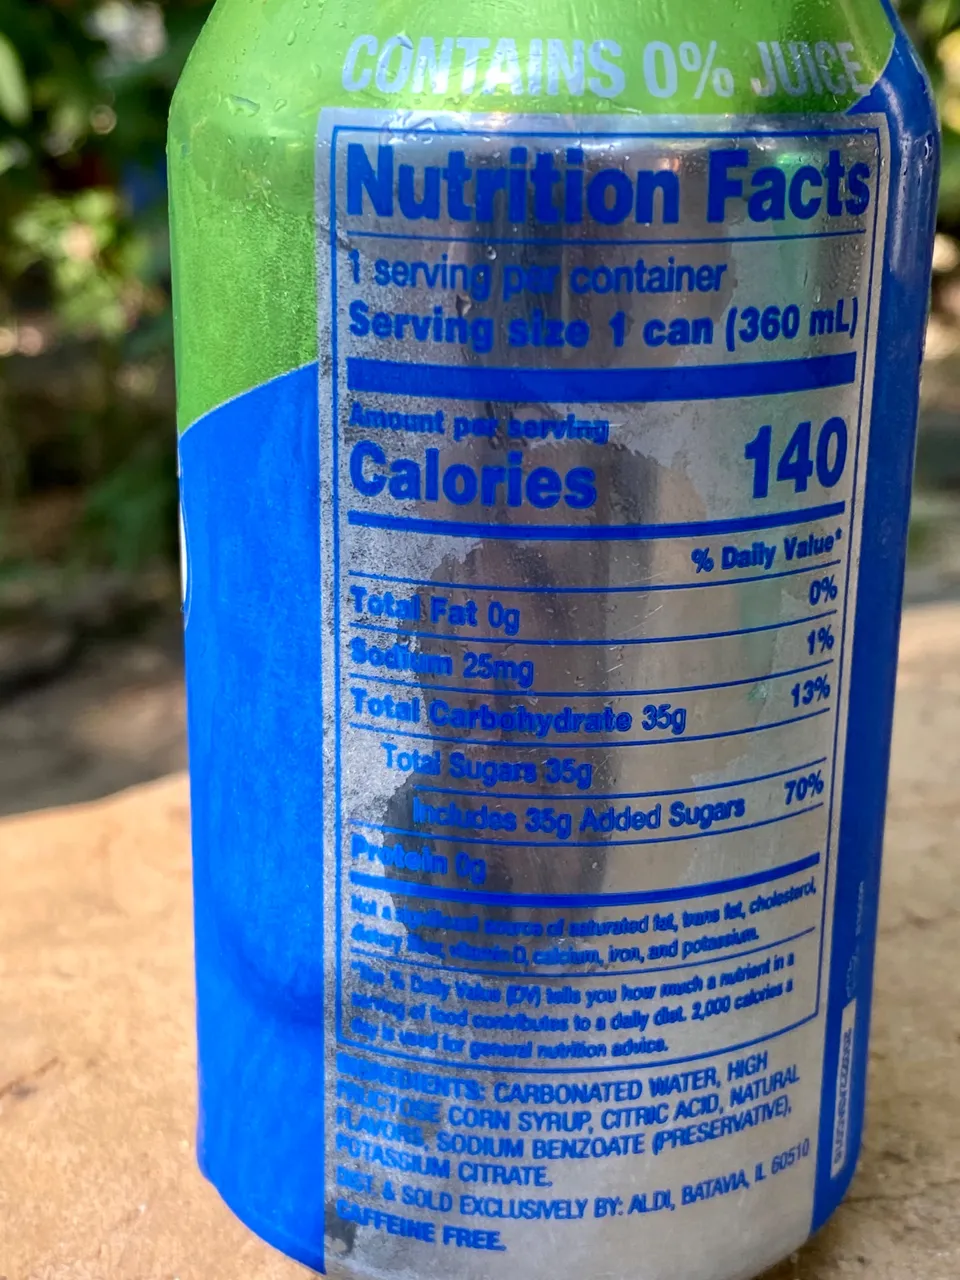 CONTAINS 0% JUICE
Nutrition Facts
1 serving per container
Serving size 1 can (360 mL)
Amount per serving
Calories 140
% Daily Value*
Total Fat 0g 0%
Sodium 25mg 1%
Total Carbohydrate 35g 13%
Total Sugars 35g
Includes 35g Added Sugars 70%
Protein 0g
Not a significant source of saturated fat, trans fat, cholesterol,
dietary fiber, vitamin D, calcium, iron, and potassium.
*The % Daily Value (DV) tells you how much a nutrient in a
serving of food contributes to a daily diet. 2,000 calories a
day is used for general nutrition advice.
INGREDIENTS: CARBONATED WATER, HIGH
FRUCTOSE CORN SYRUP, CITRIC ACID, NATURAL
FLAVORS, SODIUM BENZOATE (PRESERVATIVE),
POTASSIUM CITRATE.
DIST & SOLD EXCLUSIVELY BY: ALDI, BATAVIA, IL 60510
CAFFEINE FREE.